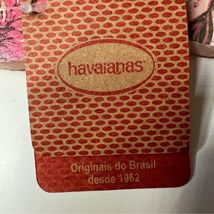 havaianas®
Originais do Brasil
desde 1962